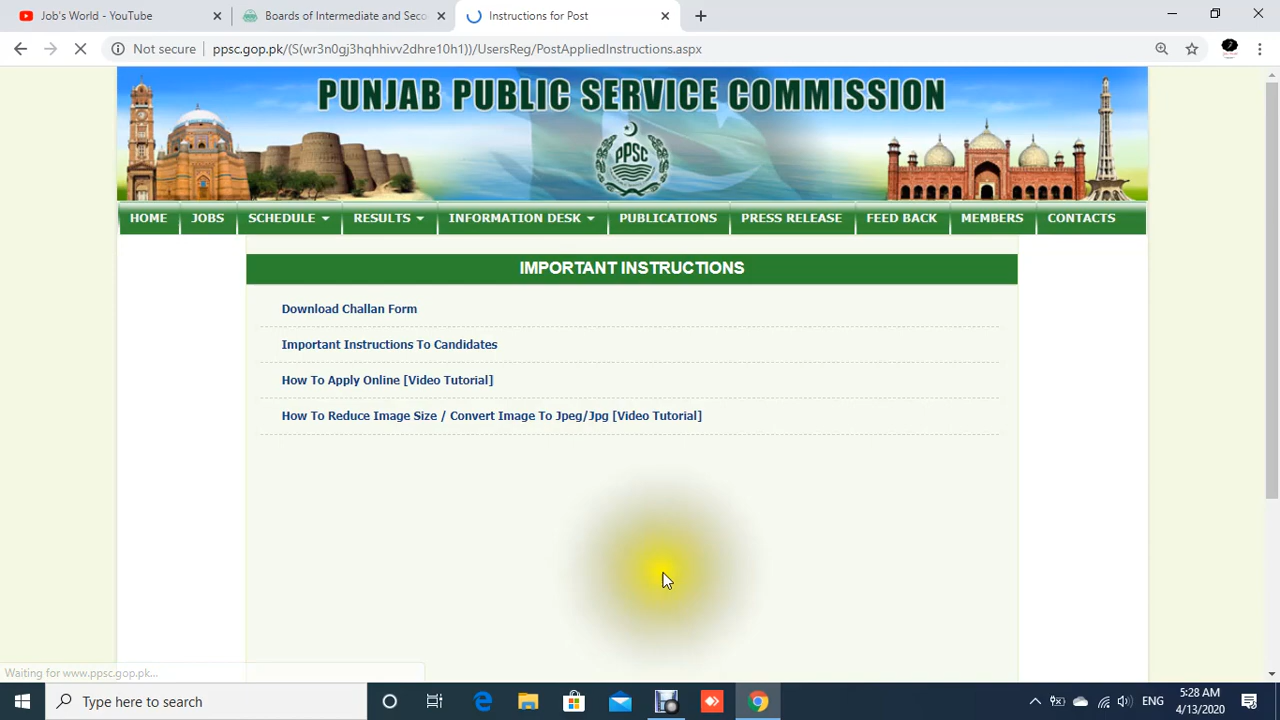 Job's World - YouTube
Boards of Intermediate and Seco
Instructions for Post
Not secure
ppsc.gop.pk/(S(wr3n0gj3hqhhivv2dhre10h1))/UsersReg/PostAppliedInstructions.aspx
PUNJAB PUBLIC SERVICE COMMISSION
PPSC
HOME JOBS SCHEDULE RESULTS INFORMATION DESK PUBLICATIONS PRESS RELEASE FEED BACK MEMBERS CONTACTS
IMPORTANT INSTRUCTIONS
Download Challan Form
Important Instructions To Candidates
How To Apply Online [Video Tutorial]
How To Reduce Image Size / Convert Image To Jpeg/Jpg [Video Tutorial]
Waiting for www.ppsc.gop.pk...
Type here to search
ENG
5:28 AM
4/13/2020